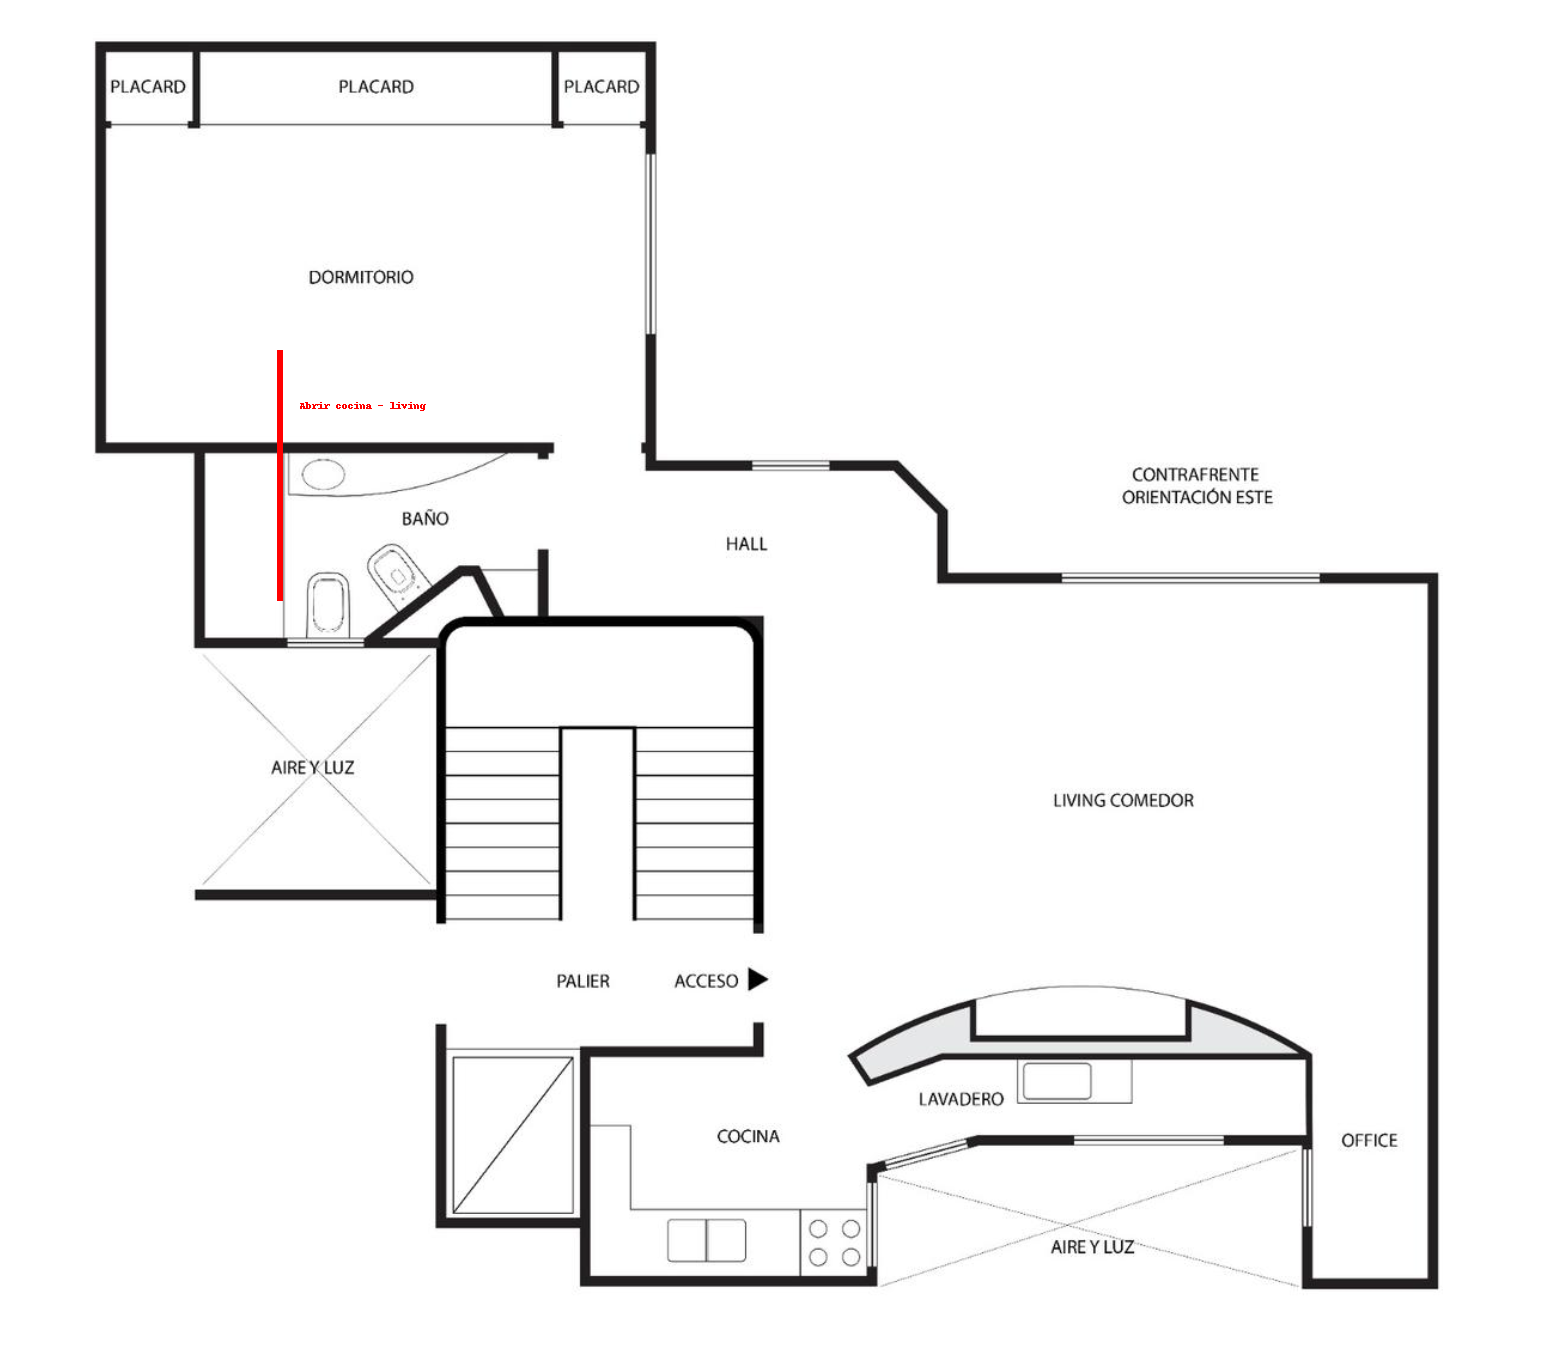 PLACARD
PLACARD
PLACARD
DORMITORIO
Abrir cocina - living
CONTRAFRENTE
ORIENTACIÓN ESTE
BAÑO
HALL
AIRE Y LUZ
LIVING COMEDOR
PALIER
ACCESO
LAVADERO
COCINA
OFFICE
AIRE Y LUZ